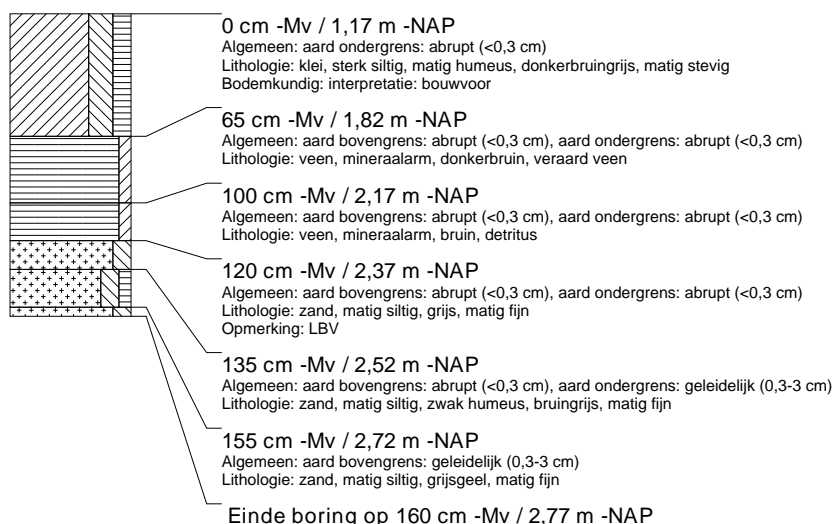 0 cm -Mv / 1,17 m -NAP
Algemeen: aard ondergrens: abrupt (<0,3 cm)
Lithologie: klei, sterk siltig, matig humeus, donkerbruingrijs, matig stevig
Bodemkundig: interpretatie: bouwvoor
65 cm -Mv / 1,82 m -NAP
Algemeen: aard bovengrens: abrupt (<0,3 cm), aard ondergrens: abrupt (<0,3 cm)
Lithologie: veen, mineraalarm, donkerbruin, veraard veen
100 cm -Mv / 2,17 m -NAP
Algemeen: aard bovengrens: abrupt (<0,3 cm), aard ondergrens: abrupt (<0,3 cm)
Lithologie: veen, mineraalarm, bruin, detritus
120 cm -Mv / 2,37 m -NAP
Algemeen: aard bovengrens: abrupt (<0,3 cm), aard ondergrens: abrupt (<0,3 cm)
Lithologie: zand, matig siltig, grijs, matig fijn
Opmerking: LBV
135 cm -Mv / 2,52 m -NAP
Algemeen: aard bovengrens: abrupt (<0,3 cm), aard ondergrens: geleidelijk (0,3-3 cm)
Lithologie: zand, matig siltig, zwak humeus, bruingrijs, matig fijn
155 cm -Mv / 2,72 m -NAP
Algemeen: aard bovengrens: geleidelijk (0,3-3 cm)
Lithologie: zand, matig siltig, grijsgeel, matig fijn
Einde boring op 160 cm -Mv / 2,77 m -NAP